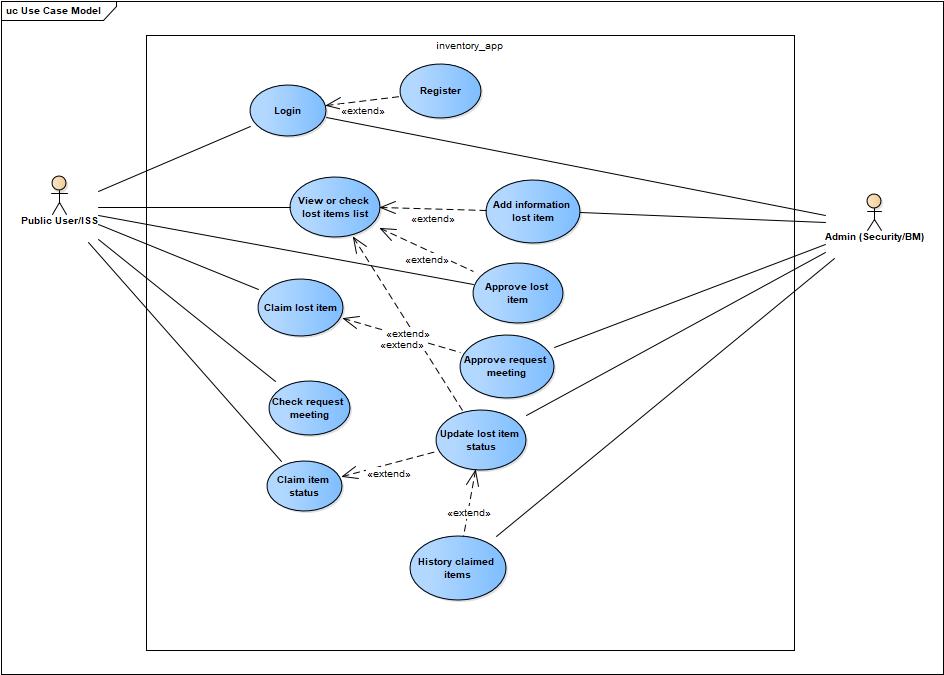 uc Use Case Model
inventory_app
Register
Login
«extend»
View or check
lost items list
Add information
lost item
«extend»
Public User/ISS
Admin (Security/BM)
«extend»
Approve lost
item
Claim lost item
«extend»
«extend»
Approve request
meeting
Check request
meeting
Update lost item
status
Claim item
status
«extend»
«extend»
History claimed
items